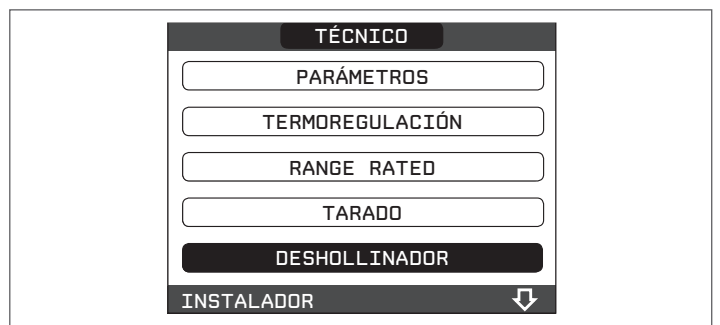 TÉCNICO
PARÁMETROS
TERMOREGULACIÓN
RANGE RATED
TARADO
DESHOLLINADOR
INSTALADOR